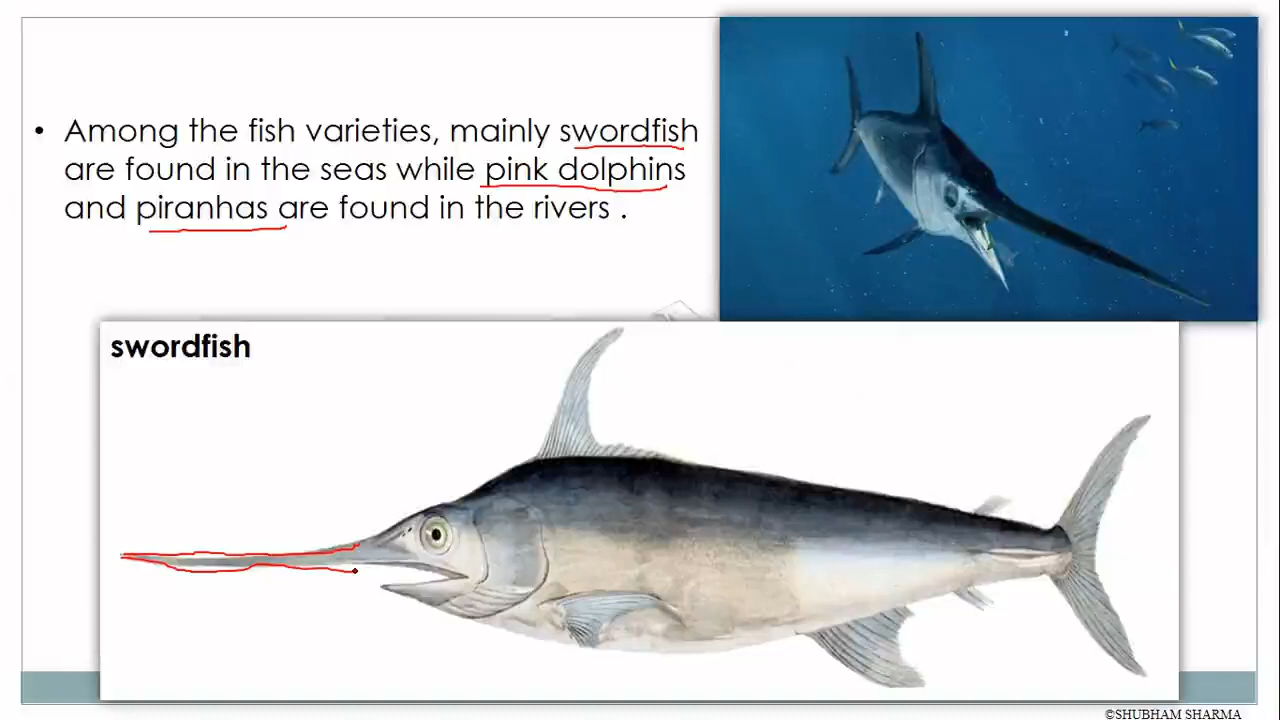 • Among the fish varieties, mainly swordfish
are found in the seas while pink dolphins
and piranhas are found in the rivers .
swordfish
©SHUBHAM SHARMA